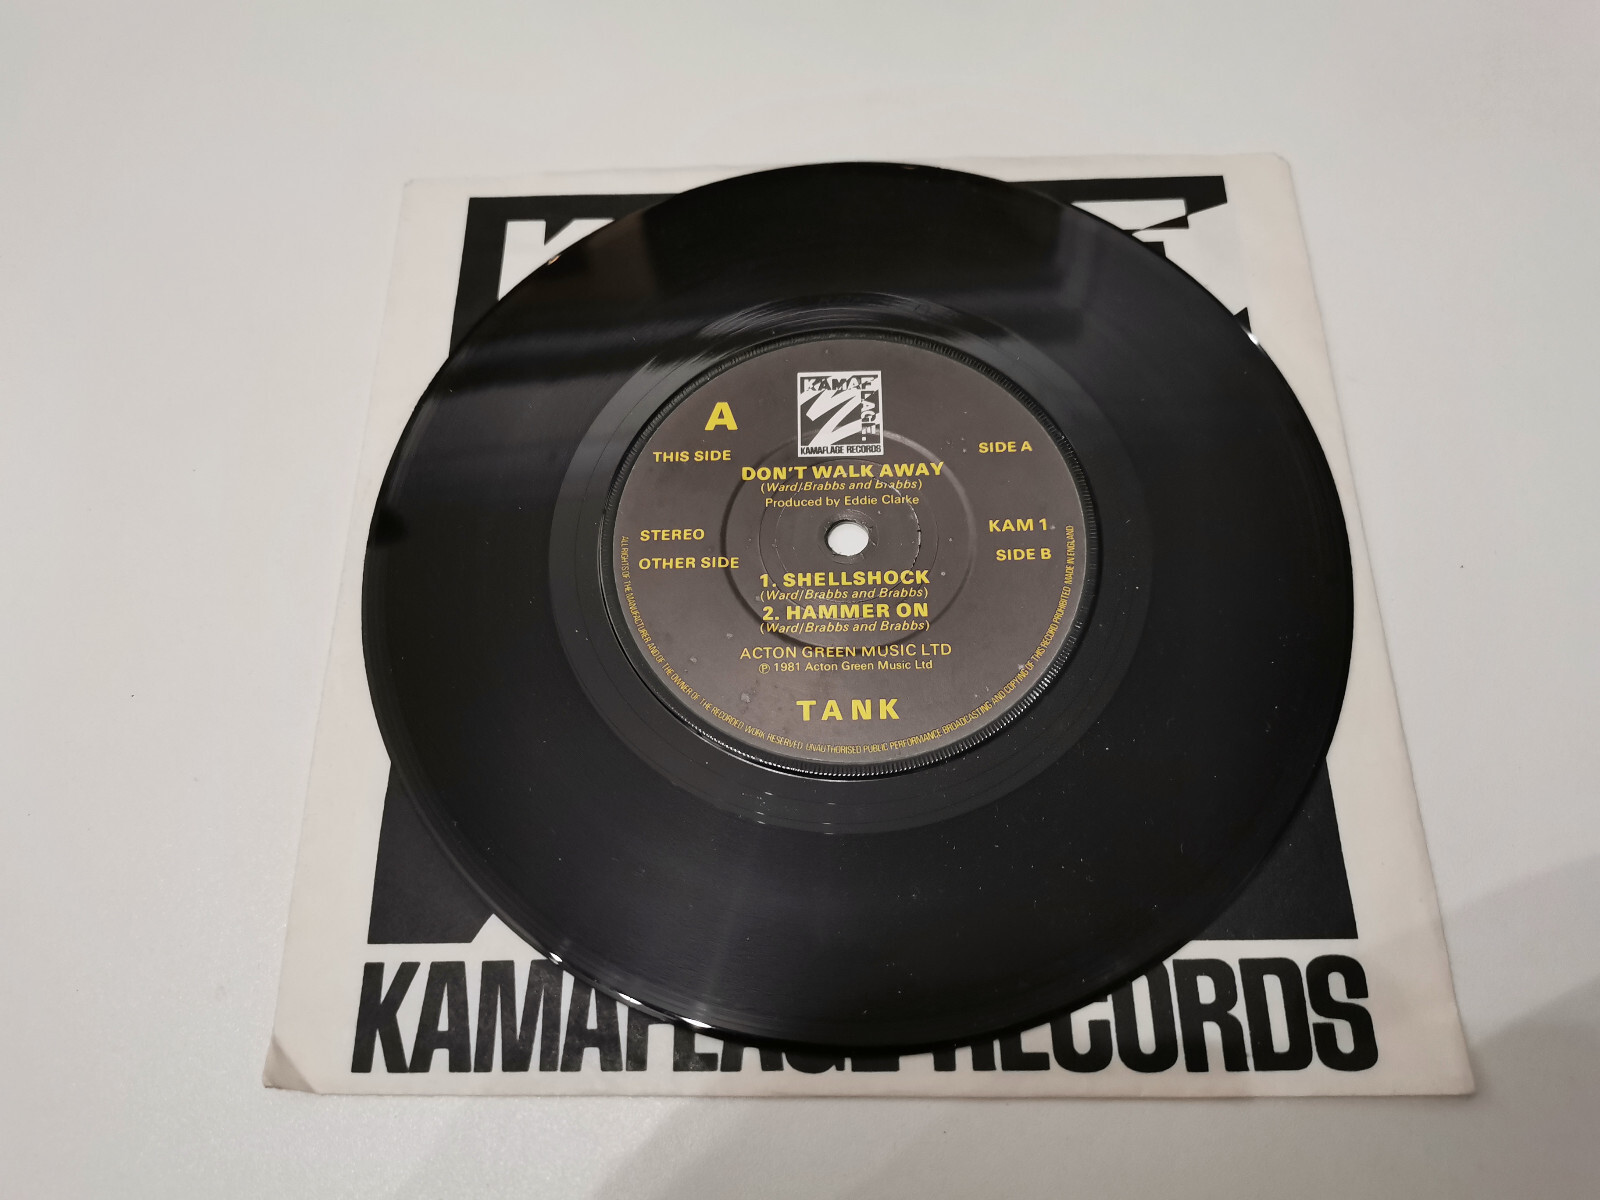 KAMAF
LAGE.
KAMAFLAGE RECORDS
A
THIS SIDE
SIDE A
DON'T WALK AWAY
(Ward/Brabbs and brabbs)
Produced by Eddie Clarke
STEREO
KAM 1
OTHER SIDE
SIDE B
1. SHELLSHOCK
(Ward/Brabbs and Brabbs)
2. HAMMER ON
(Ward/Brabbs and Brabbs)
ACTON GREEN MUSIC LTD
℗ 1981 Acton Green Music Ltd
TANK
ALL RIGHTS OF THE MANUFACTURER AND OF THE OWNER OF THE RECORDED WORK RESERVED. UNAUTHORISED PUBLIC PERFORMANCE BROADCASTING AND COPYING OF THIS RECORD PROHIBITED. MADE IN ENGLAND
KAMAFLAGE RECORDS